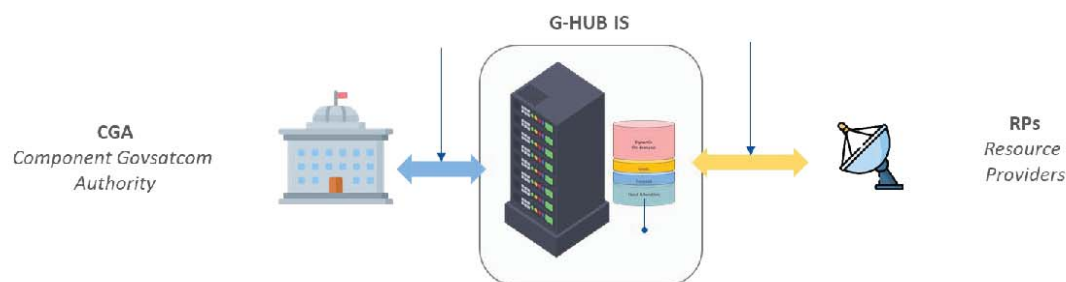 G-HUB IS
CGA
Component Govsatcom
Authority
RPs
Resource
Providers